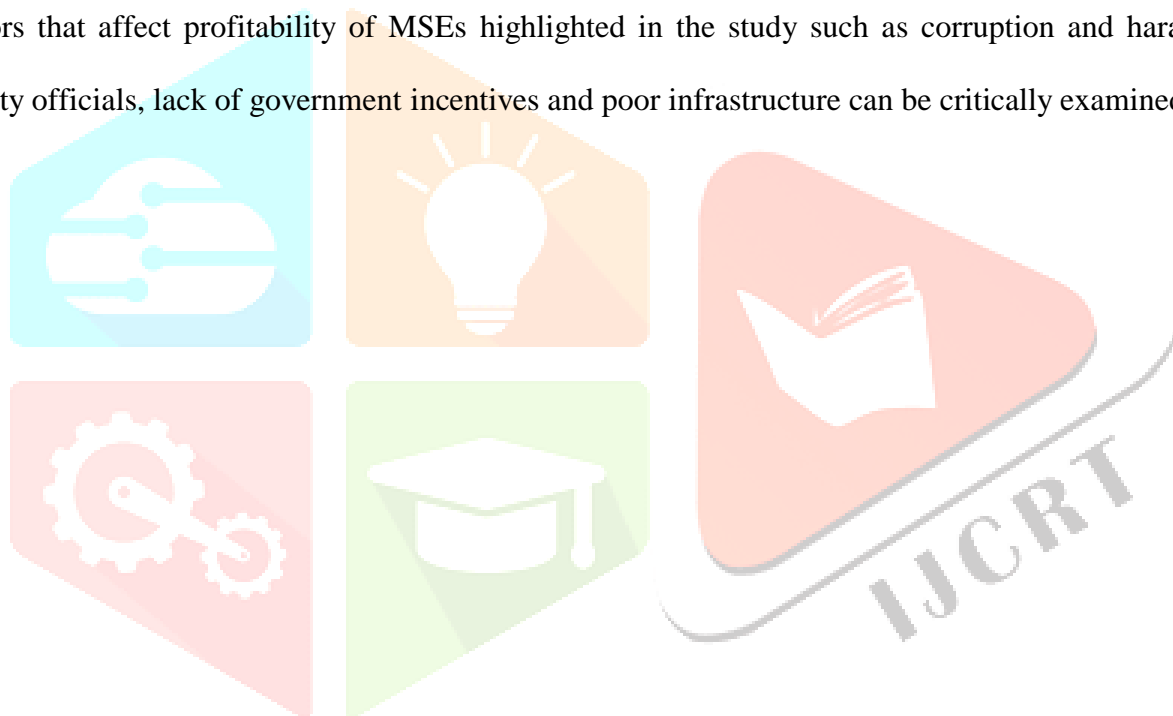 ors that affect profitability of MSEs highlighted in the study such as corruption and hara
ty officials, lack of government incentives and poor infrastructure can be critically examined
IJCRT